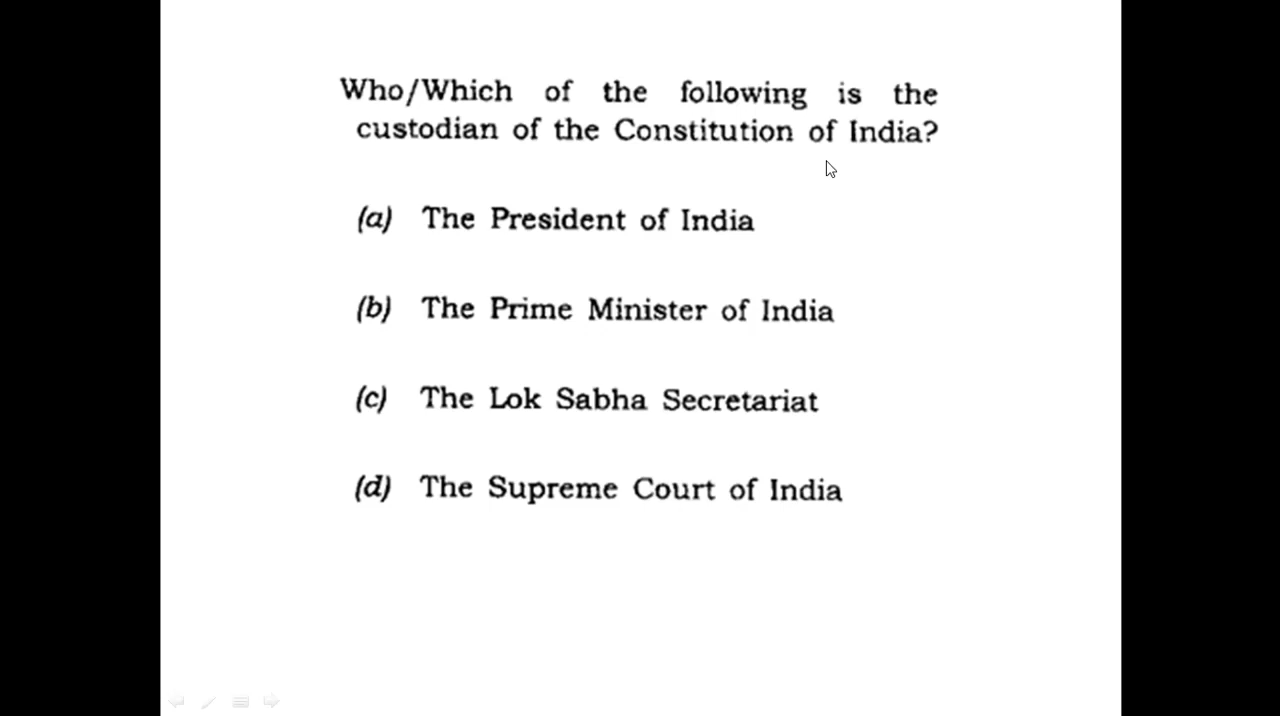 Who/Which of the following is the
custodian of the Constitution of India?
(a) The President of India
(b) The Prime Minister of India
(c) The Lok Sabha Secretariat
(d) The Supreme Court of India